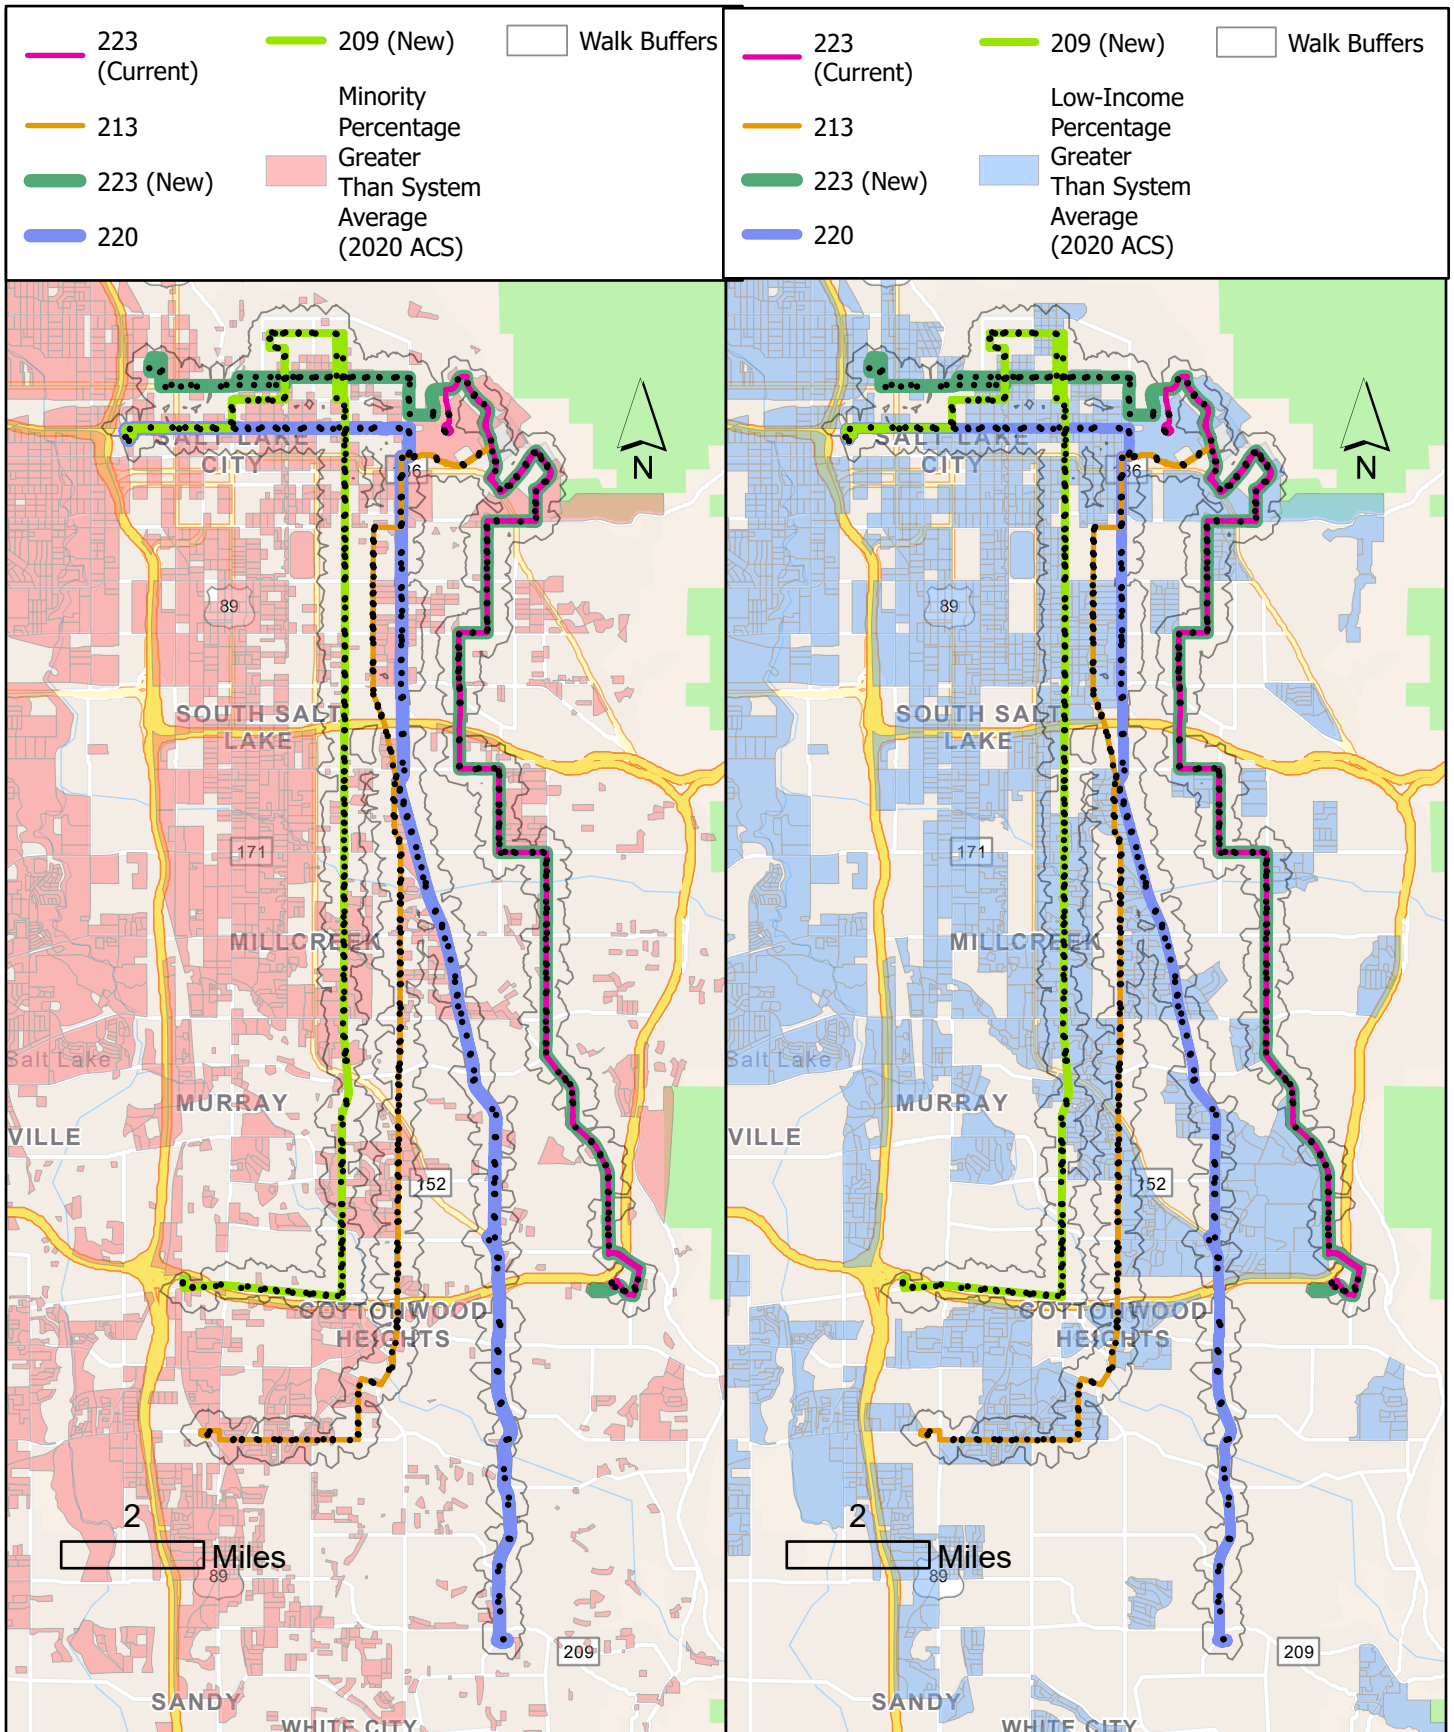 223
(Current)
213
223 (New)
220
209 (New)
Minority
Percentage
Greater
Than System
Average
(2020 ACS)
Walk Buffers
223
(Current)
213
223 (New)
220
209 (New)
Low-Income
Percentage
Greater
Than System
Average
(2020 ACS)
Walk Buffers
SALT LAKE
CITY
N
89
SOUTH SALT
LAKE
171
MILLCREEK
Salt Lake
MURRAY
VILLE
152
COTTONWOOD
HEIGHTS
2
Miles
89
209
SANDY
WHITE CITY
SALT LAKE
CITY
N
89
SOUTH SALT
LAKE
171
MILLCREEK
Salt Lake
MURRAY
VILLE
152
COTTONWOOD
HEIGHTS
2
Miles
89
209
SANDY
WHITE CITY